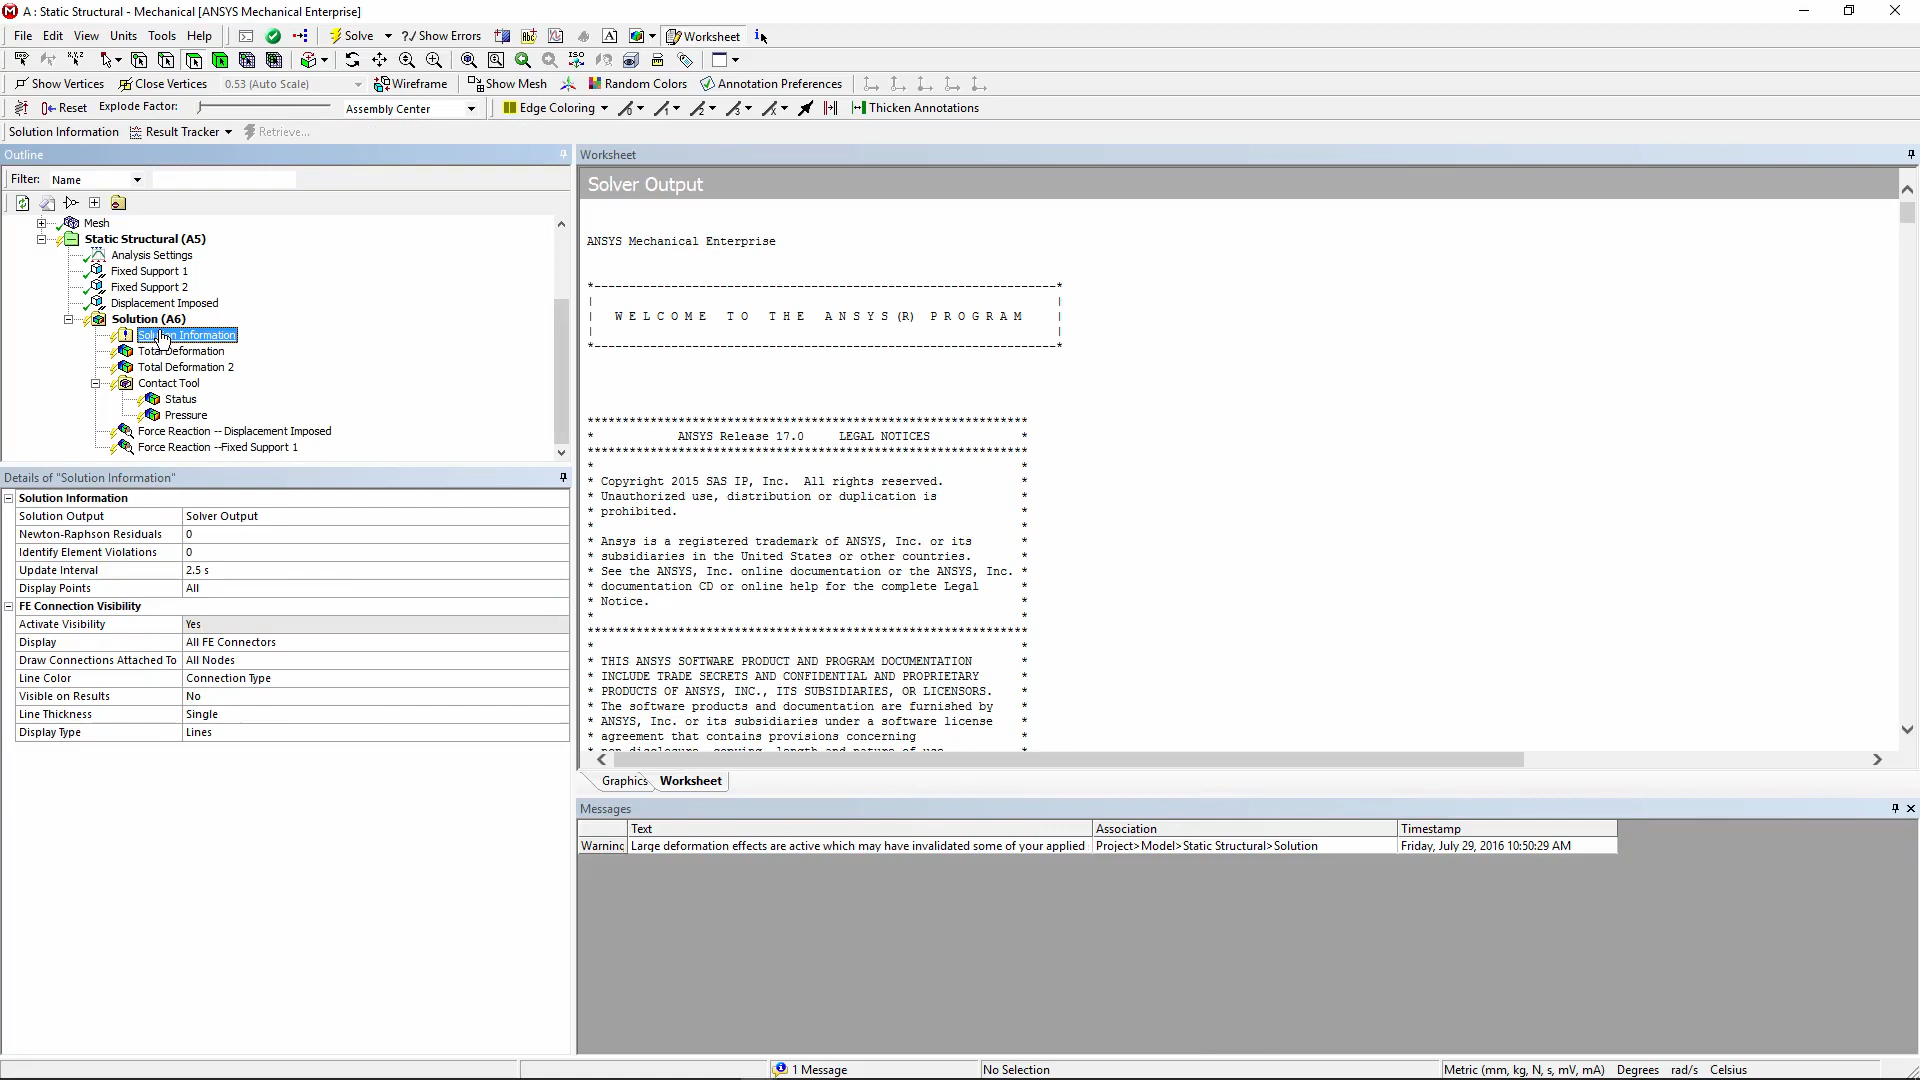 A : Static Structural - Mechanical [ANSYS Mechanical Enterprise]
File Edit View Units Tools Help Solve ?/Show Errors Worksheet
Show Vertices Close Vertices 0.53 (Auto Scale) Wireframe Show Mesh Random Colors Annotation Preferences
Reset Explode Factor: Assembly Center Edge Coloring Thicken Annotations
Solution Information Result Tracker Retrieve...
Outline
Filter: Name
Mesh
Static Structural (A5)
Analysis Settings
Fixed Support 1
Fixed Support 2
Displacement Imposed
Solution (A6)
Solution Information
Total Deformation
Total Deformation 2
Contact Tool
Status
Pressure
Force Reaction -- Displacement Imposed
Force Reaction --Fixed Support 1
Details of "Solution Information"
Solution Information
Solution Output Solver Output
Newton-Raphson Residuals 0
Identify Element Violations 0
Update Interval 2.5 s
Display Points All
FE Connection Visibility
Activate Visibility Yes
Display All FE Connectors
Draw Connections Attached To All Nodes
Line Color Connection Type
Visible on Results No
Line Thickness Single
Display Type Lines
Worksheet
Solver Output
ANSYS Mechanical Enterprise
*------------------------------------------------------------------*
| |
| W E L C O M E T O T H E A N S Y S (R) P R O G R A M |
| |
*------------------------------------------------------------------*
***************************************************************
* ANSYS Release 17.0 LEGAL NOTICES *
***************************************************************
* *
* Copyright 2015 SAS IP, Inc. All rights reserved. *
* Unauthorized use, distribution or duplication is *
* prohibited. *
* *
* Ansys is a registered trademark of ANSYS, Inc. or its *
* subsidiaries in the United States or other countries. *
* See the ANSYS, Inc. online documentation or the ANSYS, Inc. *
* documentation CD or online help for the complete Legal *
* Notice. *
* *
***************************************************************
* *
* THIS ANSYS SOFTWARE PRODUCT AND PROGRAM DOCUMENTATION *
* INCLUDE TRADE SECRETS AND CONFIDENTIAL AND PROPRIETARY *
* PRODUCTS OF ANSYS, INC., ITS SUBSIDIARIES, OR LICENSORS. *
* The software products and documentation are furnished by *
* ANSYS, Inc. or its subsidiaries under a software license *
* agreement that contains provisions concerning *
Graphics Worksheet
Messages
Text Association Timestamp
Warning Large deformation effects are active which may have invalidated some of your applied Project>Model>Static Structural>Solution Friday, July 29, 2016 10:50:29 AM
1 Message No Selection Metric (mm, kg, N, s, mV, mA) Degrees rad/s Celsius